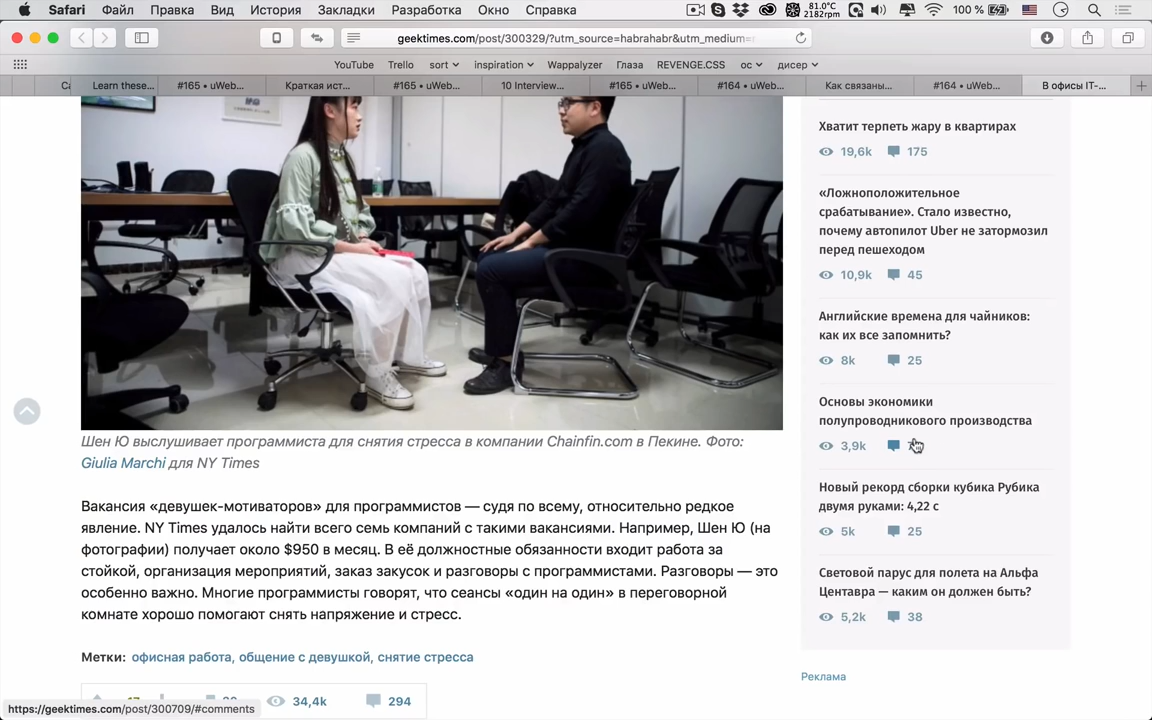 Safari Файл Правка Вид История Закладки Разработка Окно Справка 81.0°C 2182rpm 100 %
geektimes.com/post/300329/?utm_source=habrahabr&utm_medium=
YouTube Trello sort inspiration Wappalyzer Глаза REVENGE.CSS ос дисер
Са Learn these... #165 • uWeb... Краткая ист... #165 • uWeb... 10 Interview... #165 • uWeb... #164 • uWeb... Как связаны... #164 • uWeb... В офисы IT-...
Шен Ю выслушивает программиста для снятия стресса в компании Chainfin.com в Пекине. Фото:
Giulia Marchi для NY Times
Вакансия «девушек-мотиваторов» для программистов — судя по всему, относительно редкое
явление. NY Times удалось найти всего семь компаний с такими вакансиями. Например, Шен Ю (на
фотографии) получает около $950 в месяц. В её должностные обязанности входит работа за
стойкой, организация мероприятий, заказ закусок и разговоры с программистами. Разговоры — это
особенно важно. Многие программисты говорят, что сеансы «один на один» в переговорной
комнате хорошо помогают снять напряжение и стресс.
Метки: офисная работа, общение с девушкой, снятие стресса
34,4k 294
https://geektimes.com/post/300709/#comments
Хватит терпеть жару в квартирах
19,6k 175
«Ложноположительное
срабатывание». Стало известно,
почему автопилот Uber не затормозил
перед пешеходом
10,9k 45
Английские времена для чайников:
как их все запомнить?
8k 25
Основы экономики
полупроводникового производства
3,9k
Новый рекорд сборки кубика Рубика
двумя руками: 4,22 с
5k 25
Световой парус для полета на Альфа
Центавра — каким он должен быть?
5,2k 38
Реклама